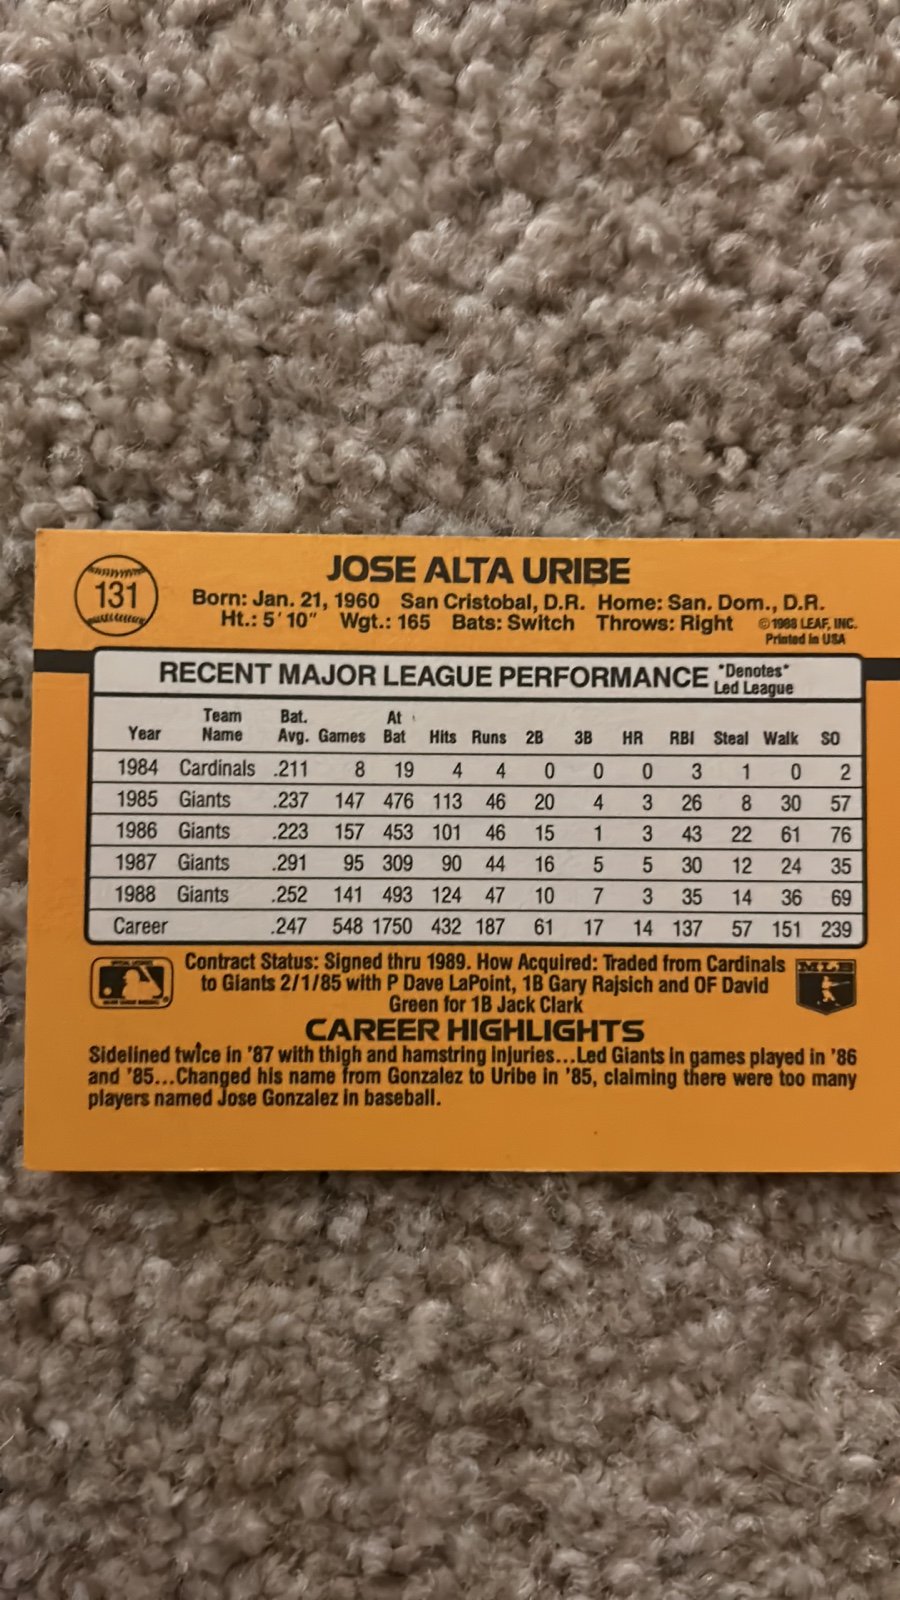 131
JOSE ALTA URIBE
Born: Jan. 21, 1960 San Cristobal, D.R. Home: San. Dom., D.R.
Ht.: 5' 10" Wgt.: 165 Bats: Switch Throws: Right ©1988 LEAF, INC.
Printed in USA
RECENT MAJOR LEAGUE PERFORMANCE *Denotes*
Led League
Year Team Name Bat. Avg. Games At Bat Hits Runs 2B 3B HR RBI Steal Walk SO
1984 Cardinals .211 8 19 4 4 0 0 0 3 1 0 2
1985 Giants .237 147 476 113 46 20 4 3 26 8 30 57
1986 Giants .223 157 453 101 46 15 1 3 43 22 61 76
1987 Giants .291 95 309 90 44 16 5 5 30 12 24 35
1988 Giants .252 141 493 124 47 10 7 3 35 14 36 69
Career .247 548 1750 432 187 61 17 14 137 57 151 239
Contract Status: Signed thru 1989. How Acquired: Traded from Cardinals
to Giants 2/1/85 with P Dave LaPoint, 1B Gary Rajsich and OF David
Green for 1B Jack Clark
MLB
CAREER HIGHLIGHTS
Sidelined twice in '87 with thigh and hamstring injuries...Led Giants in games played in '86
and '85...Changed his name from Gonzalez to Uribe in '85, claiming there were too many
players named Jose Gonzalez in baseball.